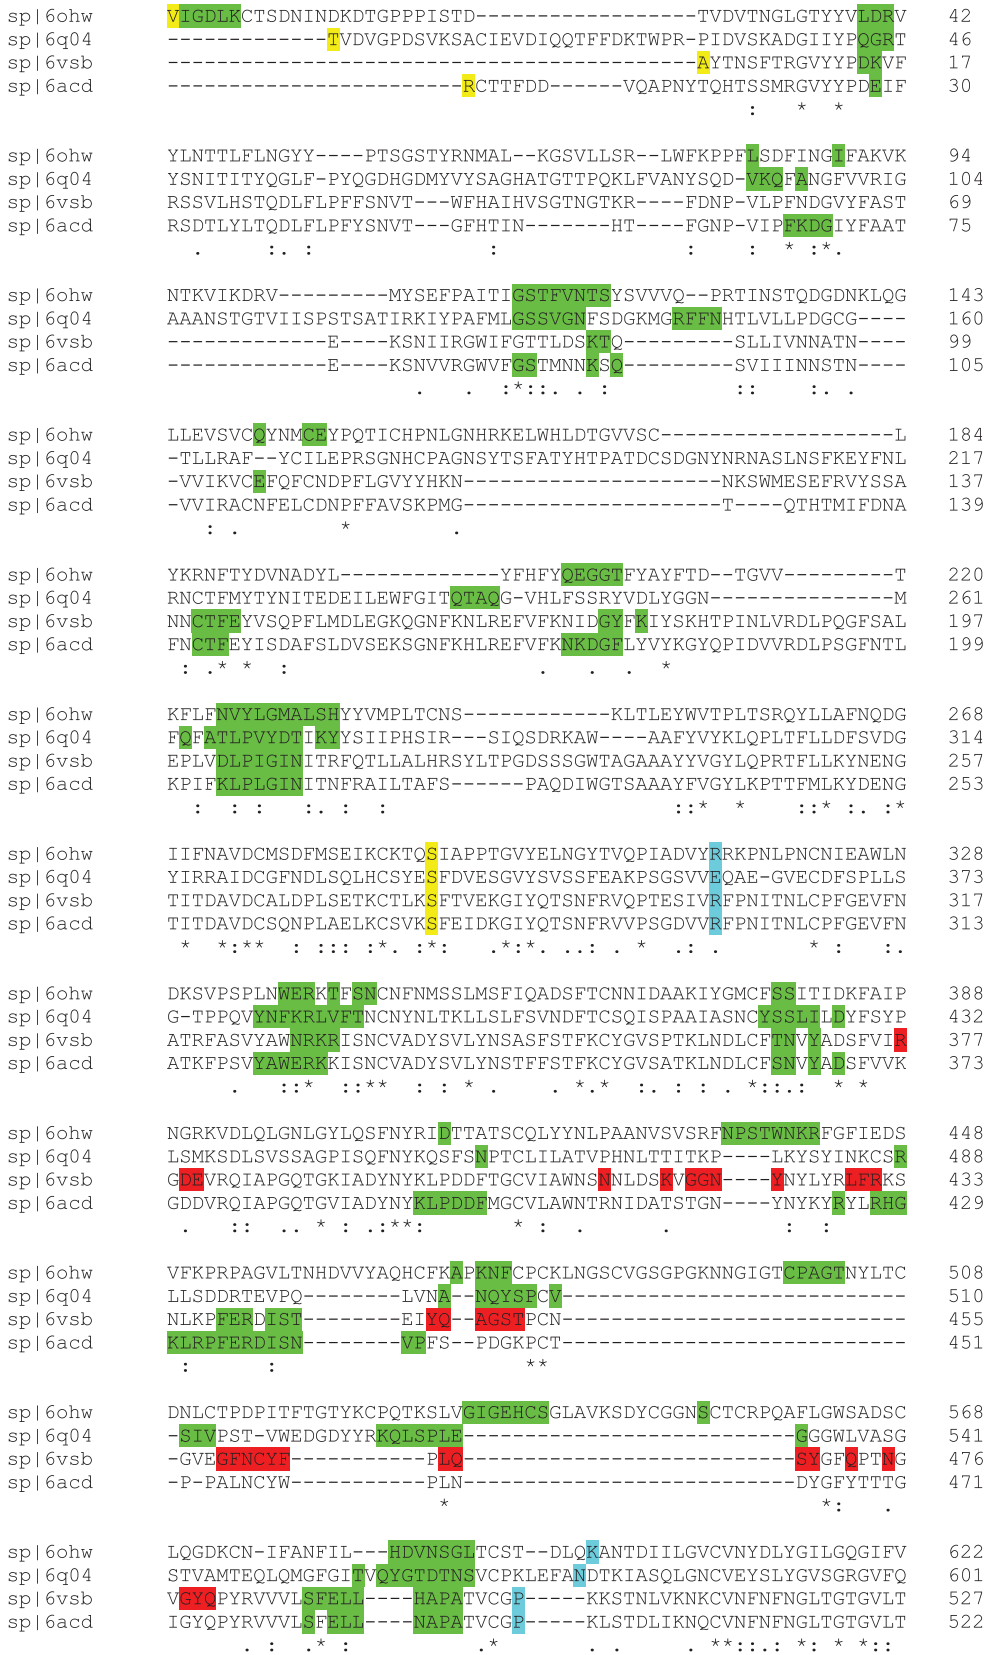 sp|6ohw VIGDLKCTSDNINDKDTGPPPISTD------------------TVDVTNGLGTYYVLDRV 42
sp|6q04 -------------TVDVGPDSVKSACIEVDIQQTFFDKTWPR-PIDVSKADGIIYPQGRT 46
sp|6vsb -------------------------------------------AYTNSFTRGVYYPDKVF 17
sp|6acd ------------------------RCTTFDD------VQAPNYTQHTSSMRGVYYPDEIF 30
: * *
sp|6ohw YLNTTLFLNGYY----PTSGSTYRNMAL--KGSVLLSR--LWFKPPFLSDFINGIFAKVK 94
sp|6q04 YSNITITYQGLF-PYQGDHGDMYVYSAGHATGTTPQKLFVANYSQD-VKQFANGFVVRIG 104
sp|6vsb RSSVLHSTQDLFLPFFSNVT---WFHAIHVSGTNGTKR----FDNP-VLPFNDGVYFAST 69
sp|6acd RSDTLYLTQDLFLPFYSNVT---GFHTIN-------HT----FGNP-VIPFKDGIYFAAT 75
. :. : : : : * :*.
sp|6ohw NTKVIKDRV---------MYSEFPAITIGSTFVNTSYSVVVQ--PRTINSTQDGDNKLQG 143
sp|6q04 AAANSTGTVIISPSTSATIRKIYPAFMLGSSVGNFSDGKMGRFFNHTLVLLPDGCG---- 160
sp|6vsb -------------E----KSNIIRGWIFGTTLDSKTQ---------SLLIVNNATN---- 99
sp|6acd -------------E----KSNVVRGWVFGSTMNNKSQ---------SVIIINNSTN---- 105
. . :*::. . : :: :. .
sp|6ohw LLEVSVCQYNMCEYPQTICHPNLGNHRKELWHLDTGVVSC-------------------L 184
sp|6q04 -TLLRAF--YCILEPRSGNHCPAGNSYTSFATYHTPATDCSDGNYNRNASLNSFKEYFNL 217
sp|6vsb -VVIKVCEFQFCNDPFLGVYYHKN---------------------NKSWMESEFRVYSSA 137
sp|6acd -VVIRACNFELCDNPFFAVSKPMG---------------------T----QTHTMIFDNA 139
: . * .
sp|6ohw YKRNFTYDVNADYL-------------YFHFYQEGGTFYAYFTD--TGVV---------T 220
sp|6q04 RNCTFMYTYNITEDEILEWFGITQTAQG-VHLFSSRYVDLYGGN---------------M 261
sp|6vsb NNCTFEYVSQPFLMDLEGKQGNFKNLREFVFKNIDGYFKIYSKHTPINLVRDLPQGFSAL 197
sp|6acd FNCTFEYISDAFSLDVSEKSGNFKHLREFVFKNKDGFLYVYKGYQPIDVVRDLPSGFNTL 199
: .* * : . . . *
sp|6ohw KFLFNVYLGMALSHYYVMPLTCNS------------KLTLEYWVTPLTSRQYLLAFNQDG 268
sp|6q04 FQFATLPVYDTIKYYSIIPHSIR---SIQSDRKAW----AAFYVYKLQPLTFLLDFSVDG 314
sp|6vsb EPLVDLPIGINITRFQTLLALHRSYLTPGDSSSGWTAGAAAYYVGYLQPRTFLLKYNENG 257
sp|6acd KPIFKLPLGINITNFRAILTAFS------PAQDIWGTSAAAYYVGYLKPTTFMLKYDENG 253
: : : :. : : ::* * ::* : :*
sp|6ohw IIFNAVDCMSDFMSEIKCKTQSIAPPTGVYELNGYTVQPIADVYRRKPNLPNCNIEAWLN 328
sp|6q04 YIRRAIDCGFNDLSQLHCSYESFDVESGVYSVSSFEAKPSGSVVEQAE-GVECDFSPLLS 373
sp|6vsb TITDAVDCALDPLSETKCTLKSFTVEKGIYQTSNFRVQPTESIVRFPNITNLCPFGEVFN 317
sp|6acd TITDAVDCSQNPLAELKCSVKSFEIDKGIYQTSNFRVVPSGDVVRFPNITNLCPFGEVFN 313
* *:** : ::: :*. :*: :*:* :.:: . * .: . * : :.
sp|6ohw DKSVPSPLNWERKTFSNCNFNMSSLMSFIQADSFTCNNIDAAKIYGMCFSSITIDKFAIP 388
sp|6q04 G-TPPQVYNFKRLVFTNCNYNLTKLLSLFSVNDFTCSQISPAAIASNCYSSLILDYFSYP 432
sp|6vsb ATRFASVYAWNRKRISNCVADYSVLYNSASFSTFKCYGVSPTKLNDLCFTNVYADSFVIR 377
sp|6acd ATKFPSVYAWERKKISNCVADYSVLYNSTFFSTFKCYGVSATKLNDLCFSNVYADSFVVK 373
. ::* :** : : * . *.* :. : : . *::.: * *
sp|6ohw NGRKVDLQLGNLGYLQSFNYRIDTTATSCQLYYNLPAANVSVSRFNPSTWNKRFGFIEDS 448
sp|6q04 LSMKSDLSVSSAGPISQFNYKQSFSNPTCLILATVPHNLTTITKP----LKYSYINKCSR 488
sp|6vsb GDEVRQIAPGQTGKIADYNYKLPDDFTGCVIAWNSNNLDSKVGGN----YNYLYRLFRKS 433
sp|6acd GDDVRQIAPGQTGVIADYNYKLPDDFMGCVLAWNTRNIDATSTGN----YNYKYRYLRHG 429
. :: .. * : :**: * : . : :
sp|6ohw VFKPRPAGVLTNHDVVYAQHCFKAPKNFCPCKLNGSCVGSGPGKNNGIGTCPAGTNYLTC 508
sp|6q04 LLSDDRTEVPQ--------LVNA--NQYSPCV---------------------------- 510
sp|6vsb NLKPFERDIST--------EIYQ--AGSTPCN---------------------------- 455
sp|6acd KLRPFERDISN--------VPFS--PDGKPCT---------------------------- 451
: : **
sp|6ohw DNLCTPDPITFTGTYKCPQTKSLVGIGEHCSGLAVKSDYCGGNSCTCRPQAFLGWSADSC 568
sp|6q04 -SIVPST-VWEDGDYYRKQLSPLE---------------------------GGGWLVASG 541
sp|6vsb -GVEGFNCYF-----------PLQ---------------------------SYGFQPTNG 476
sp|6acd -P-PALNCYW-----------PLN---------------------------DYGFYTTTG 471
* *: .
sp|6ohw LQGDKCN-IFANFIL---HDVNSGLTCST--DLQKANTDIILGVCVNYDLYGILGQGIFV 622
sp|6q04 STVAMTEQLQMGFGITVQYGTDTNSVCPKLEFANDTKIASQLGNCVEYSLYGVSGRGVFQ 601
sp|6vsb VGYQPYRVVVLSFELL----HAPATVCGP-----KKSTNLVKNKCVNFNFNGLTGTGVLT 527
sp|6acd IGYQPYRVVVLSFELL----NAPATVCGP-----KLSTDLIKNQCVNFNFNGLTGTGVLT 522
. :* : .* . . **::: *: * *::